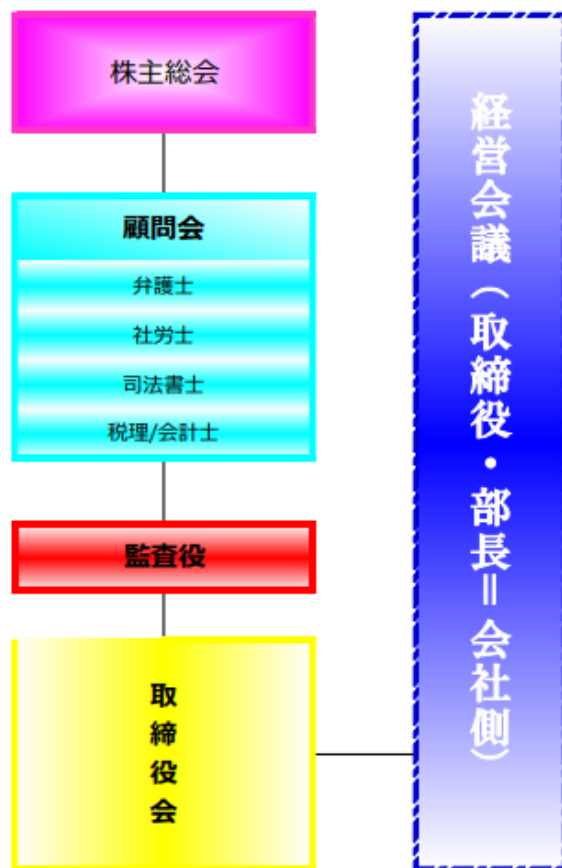 株主総会
顧問会
弁護士
社労士
司法書士
税理/会計士
監査役
取締役会
経営会議（取締役・部長＝会社側）